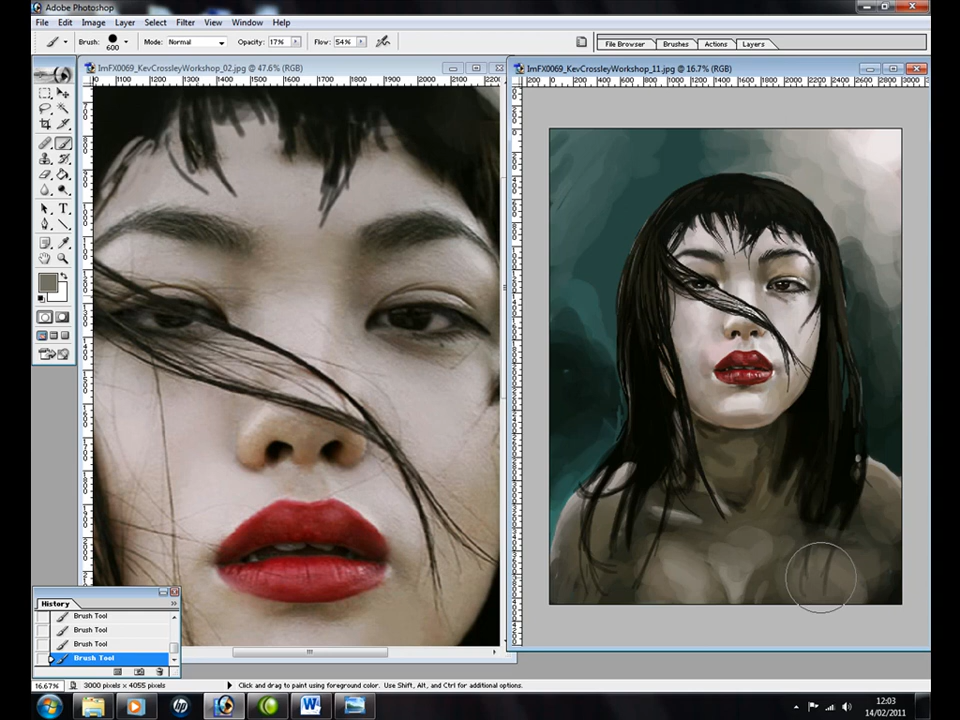 Adobe Photoshop
File Edit Image Layer Select Filter View Window Help
Brush: 600 Mode: Normal Opacity: 17% Flow: 54% File Browser Brushes Actions Layers
ImFX0069_KevCrossleyWorkshop_02.jpg @ 47.6% (RGB)
ImFX0069_KevCrossleyWorkshop_11.jpg @ 16.7% (RGB)
History
Brush Tool
Brush Tool
Brush Tool
Brush Tool
16.67% 3000 pixels x 4055 pixels Click and drag to paint using foreground color. Use Shift, Alt, and Ctrl for additional options.
12:03
14/02/2011